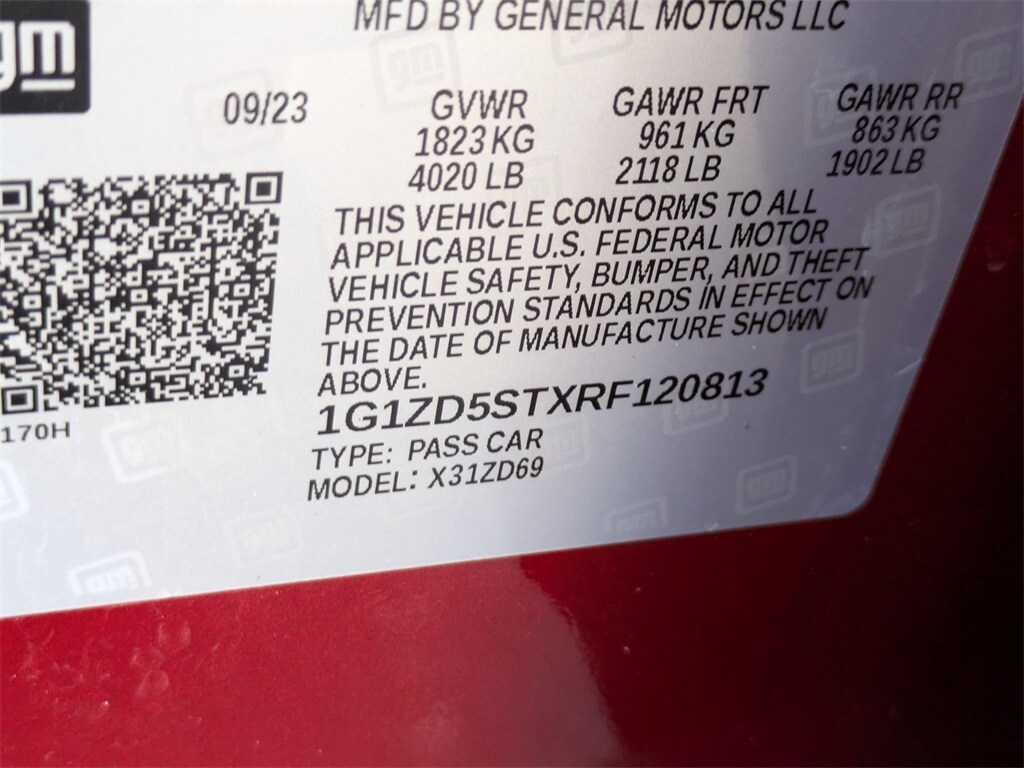 gm
MFD BY GENERAL MOTORS LLC
09/23 GVWR GAWR FRT GAWR RR
1823 KG 961 KG 863 KG
4020 LB 2118 LB 1902 LB
THIS VEHICLE CONFORMS TO ALL
APPLICABLE U.S. FEDERAL MOTOR
VEHICLE SAFETY, BUMPER, AND THEFT
PREVENTION STANDARDS IN EFFECT ON
THE DATE OF MANUFACTURE SHOWN
ABOVE.
170H
1G1ZD5STXRF120813
TYPE: PASS CAR
MODEL: X31ZD69